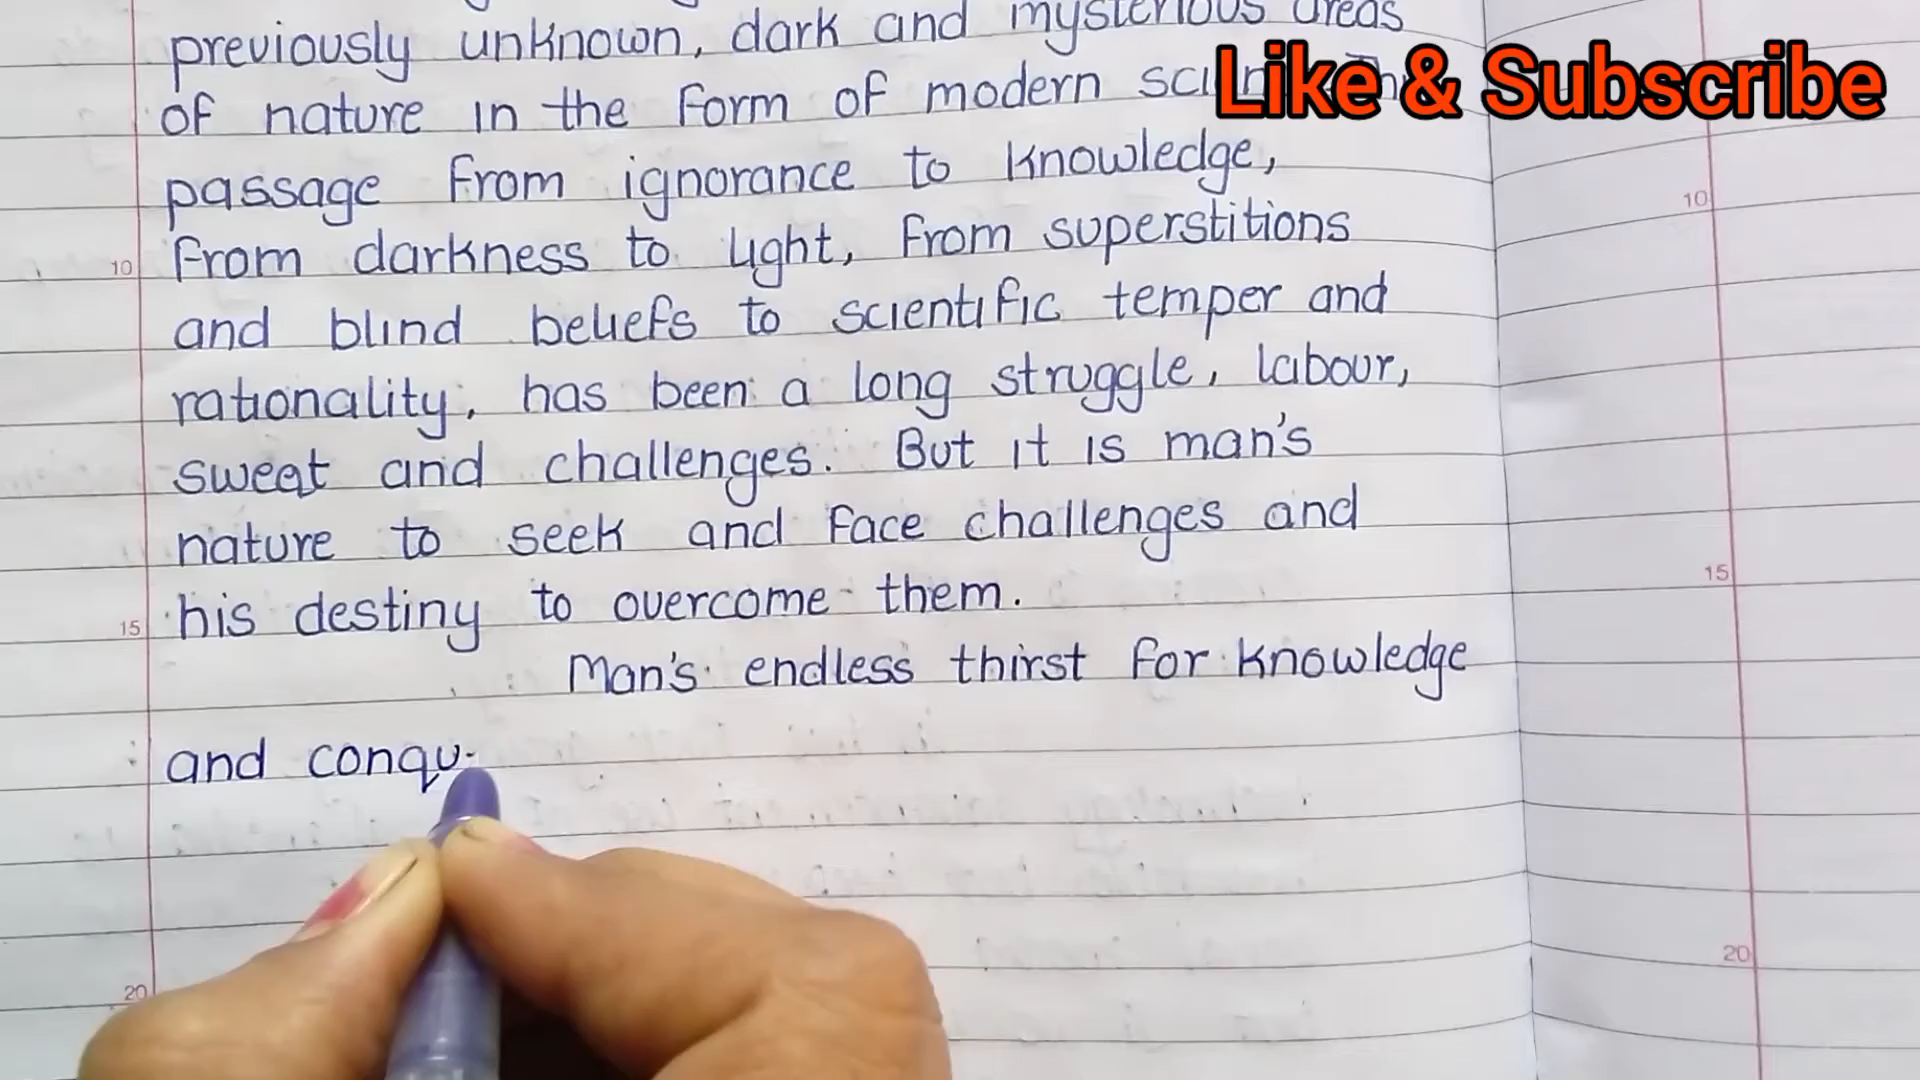 previously unknown, dark and mysterious areas
of nature in the form of modern
Like & Subscribe
passage from ignorance to knowledge,
10 from darkness to light, from superstitions
and blind beliefs to scientific temper and
rationality, has been a long struggle, labour,
sweat and challenges. But it is man's
nature to seek and face challenges and
15 his destiny to overcome them.
Man's endless thirst for knowledge
and conqu
20
10
15
20